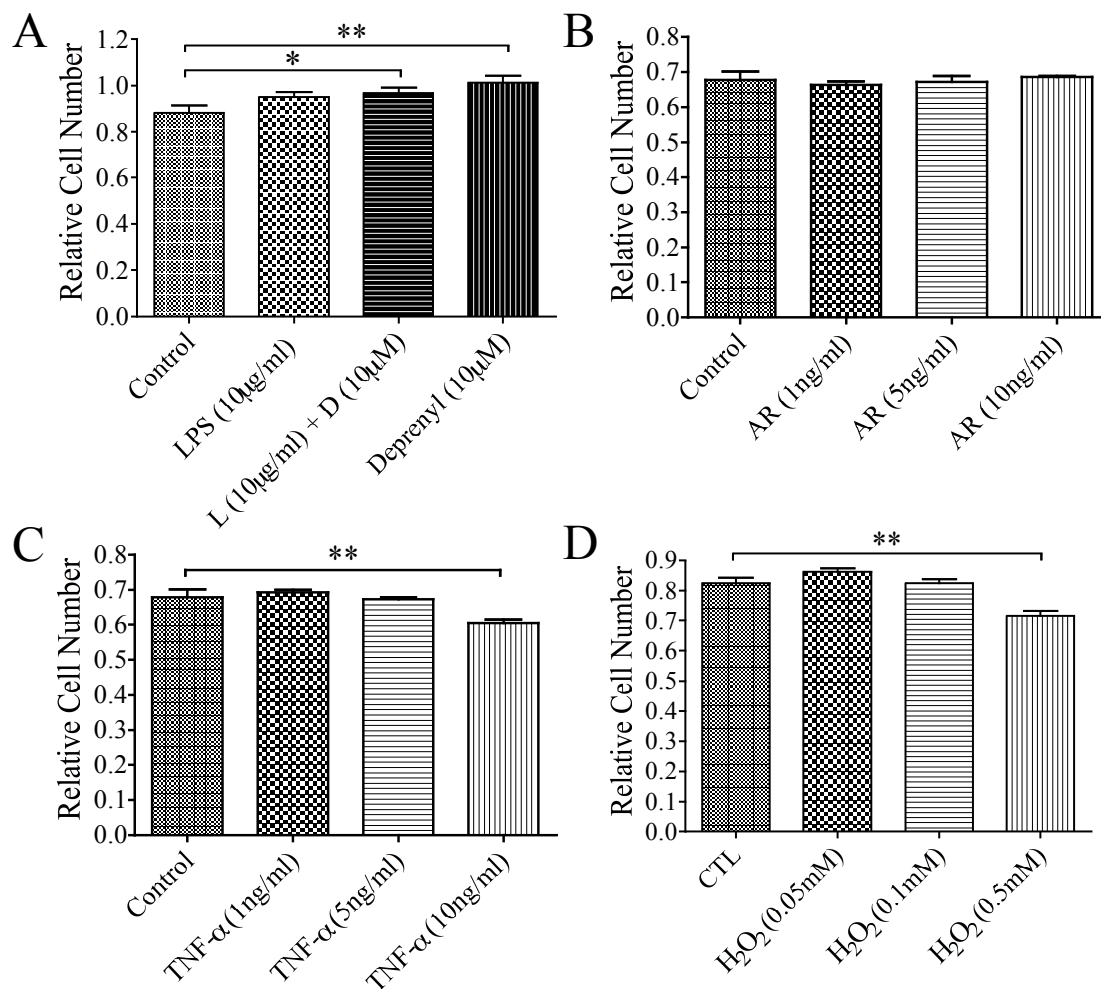 A
Relative Cell Number
1.2
1.0
0.8
0.6
0.4
0.2
0.0
**
*
Control
LPS (10μg/ml)
L (10μg/ml) + D (10μM)
Deprenyl (10μM)
B
Relative Cell Number
0.8
0.7
0.6
0.5
0.4
0.3
0.2
0.1
0.0
Control
AR (1ng/ml)
AR (5ng/ml)
AR (10ng/ml)
C
Relative Cell Number
0.8
0.7
0.6
0.5
0.4
0.3
0.2
0.1
0.0
**
Control
TNF-α (1ng/ml)
TNF-α (5ng/ml)
TNF-α (10ng/ml)
D
Relative Cell Number
0.9
0.8
0.7
0.6
0.5
0.4
0.3
0.2
0.1
0.0
**
CTL
H₂O₂ (0.05mM)
H₂O₂ (0.1mM)
H₂O₂ (0.5mM)